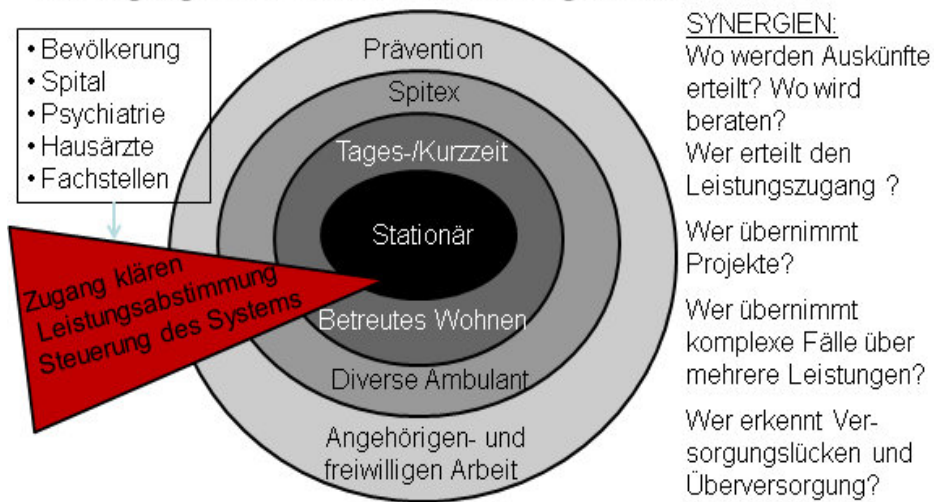 • Bevölkerung
• Spital
• Psychiatrie
• Hausärzte
• Fachstellen
Zugang klären
Leistungsabstimmung
Steuerung des Systems
Prävention
Spitex
Tages-/Kurzzeit
Stationär
Betreutes Wohnen
Diverse Ambulant
Angehörigen- und
freiwilligen Arbeit
SYNERGIEN:
Wo werden Auskünfte
erteilt? Wo wird
beraten?
Wer erteilt den
Leistungszugang ?
Wer übernimmt
Projekte?
Wer übernimmt
komplexe Fälle über
mehrere Leistungen?
Wer erkennt Ver-
sorgungslücken und
Überversorgung?